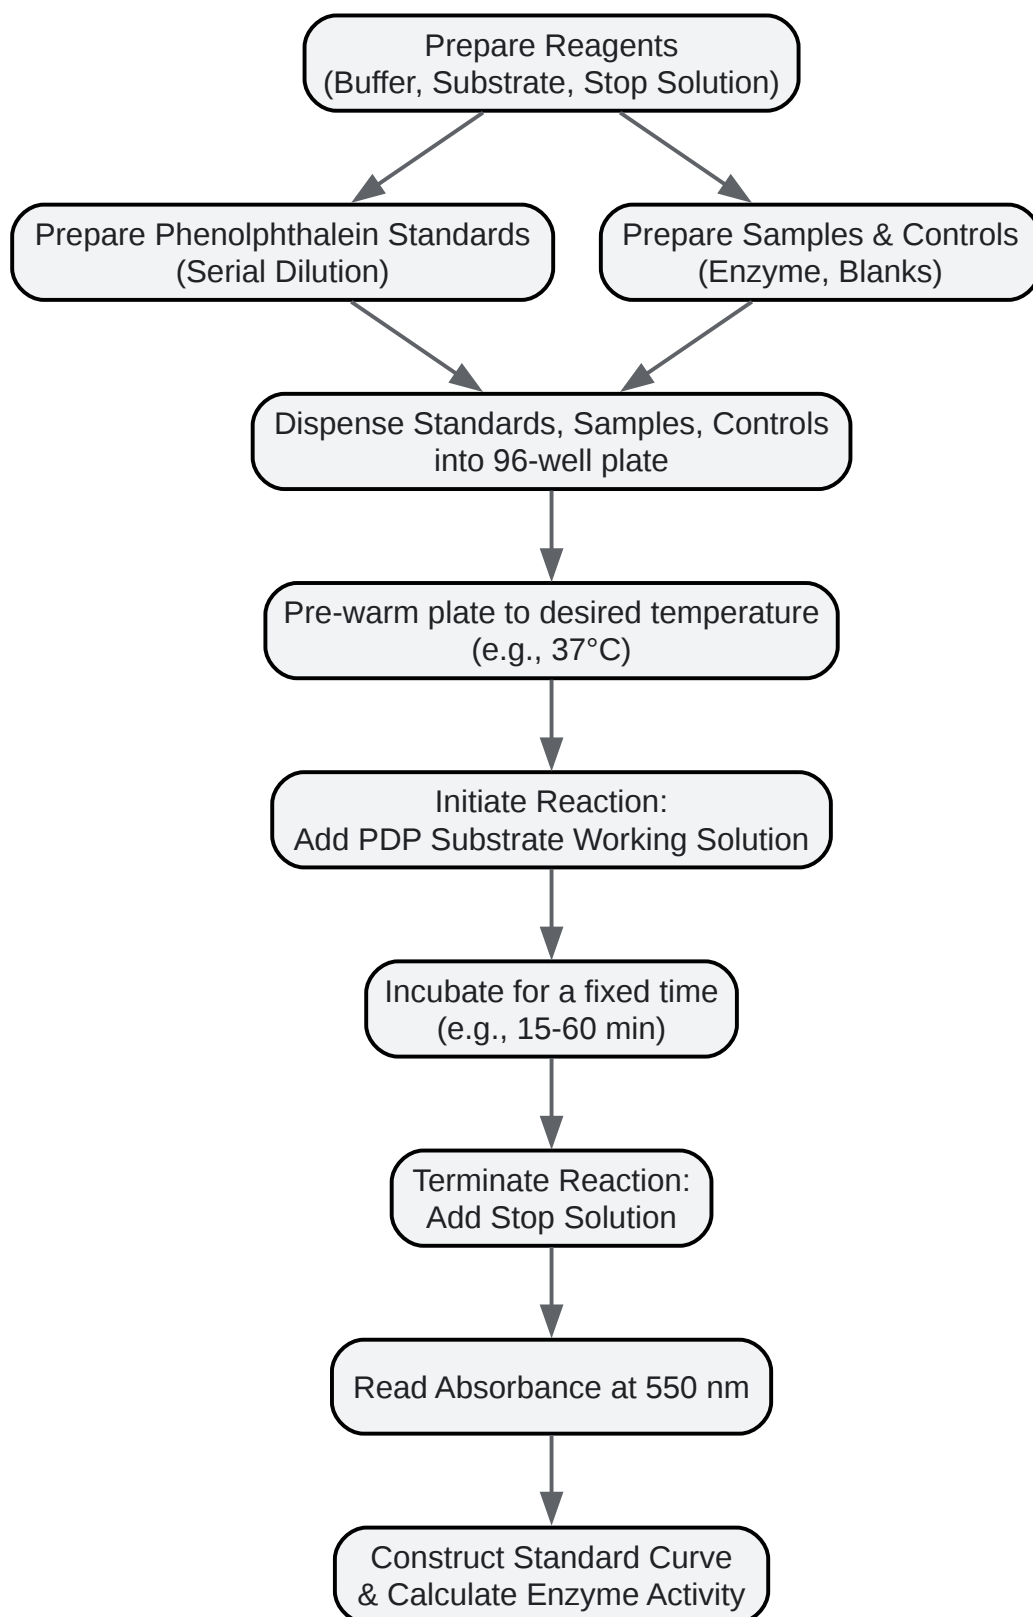 Prepare Reagents
(Buffer, Substrate, Stop Solution)
Prepare Phenolphthalein Standards
(Serial Dilution)
Prepare Samples & Controls
(Enzyme, Blanks)
Dispense Standards, Samples, Controls
into 96-well plate
Pre-warm plate to desired temperature
(e.g., 37°C)
Initiate Reaction:
Add PDP Substrate Working Solution
Incubate for a fixed time
(e.g., 15-60 min)
Terminate Reaction:
Add Stop Solution
Read Absorbance at 550 nm
Construct Standard Curve
& Calculate Enzyme Activity